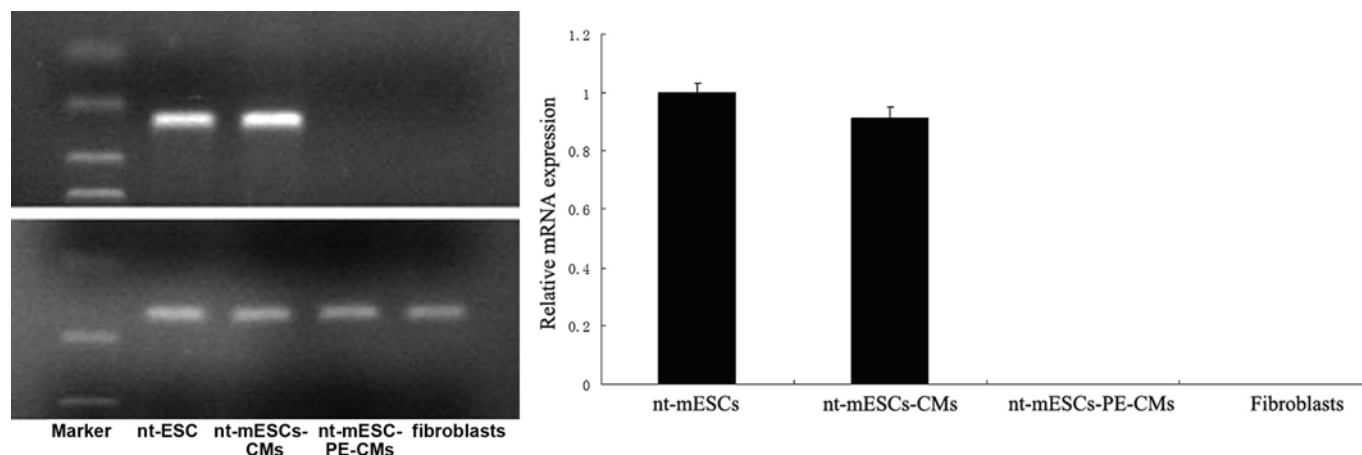 Marker nt-ESC nt-mESCs- nt-mESC- fibroblasts
CMs PE-CMs
Relative mRNA expression
1.2
1
0.8
0.6
0.4
0.2
0
nt-mESCs nt-mESCs-CMs nt-mESCs-PE-CMs Fibroblasts